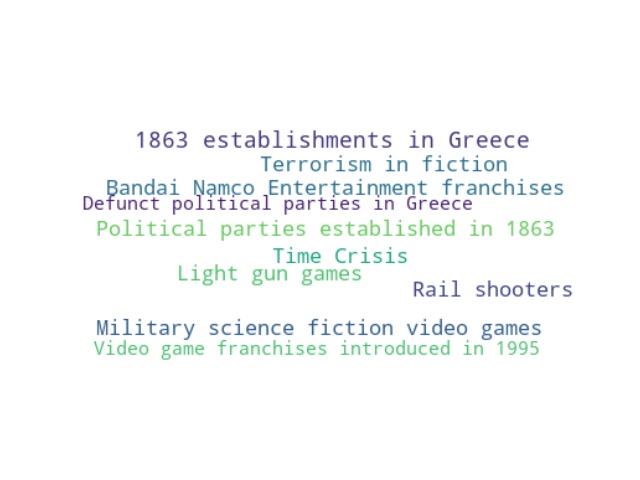 1863 establishments in Greece
Terrorism in fiction
Bandai Namco Entertainment franchises
Defunct political parties in Greece
Political parties established in 1863
Time Crisis
Light gun games
Rail shooters
Military science fiction video games
Video game franchises introduced in 1995